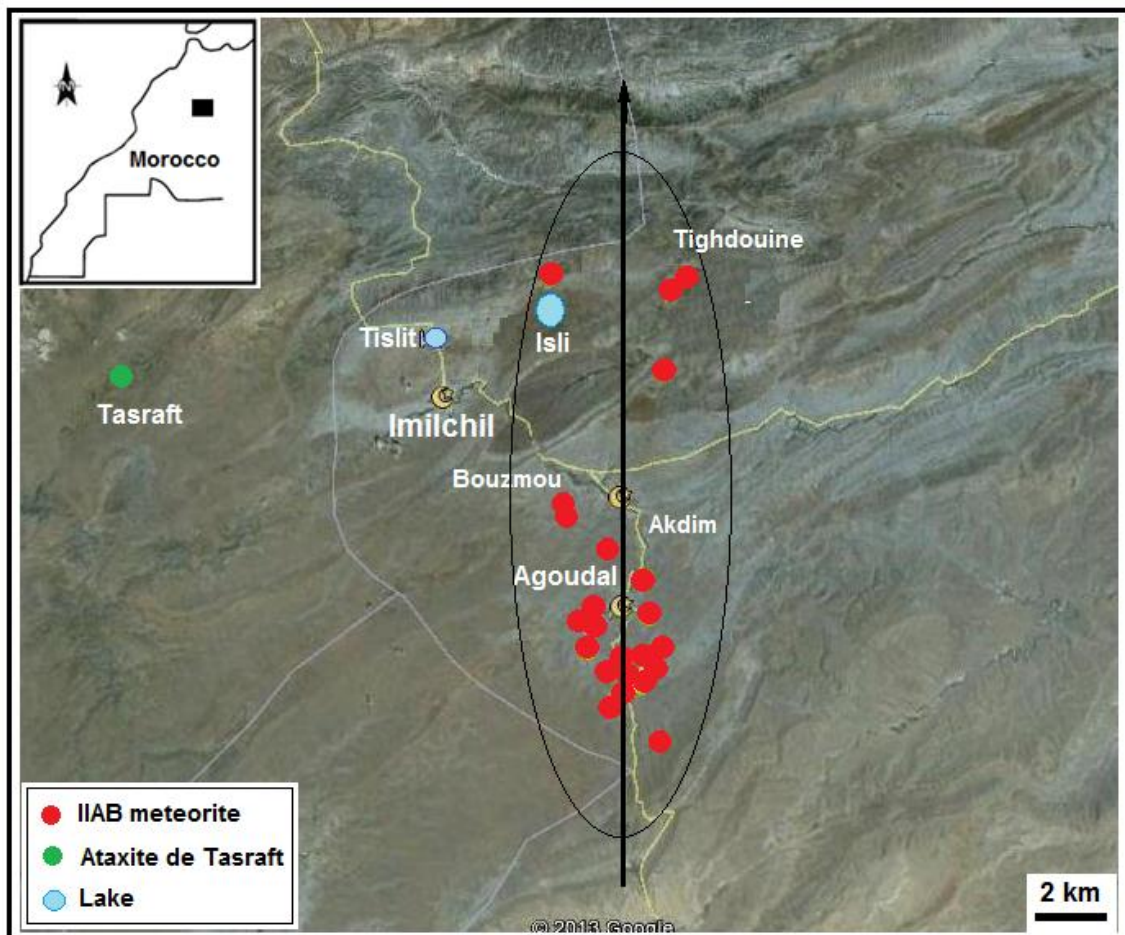 N
Morocco
Tighdouine
Isli
Tislit
Tasraft
Imilchil
Bouzmou
Akdim
Agoudal
IIAB meteorite
Ataxite de Tasraft
Lake
2 km
© 2013 Google